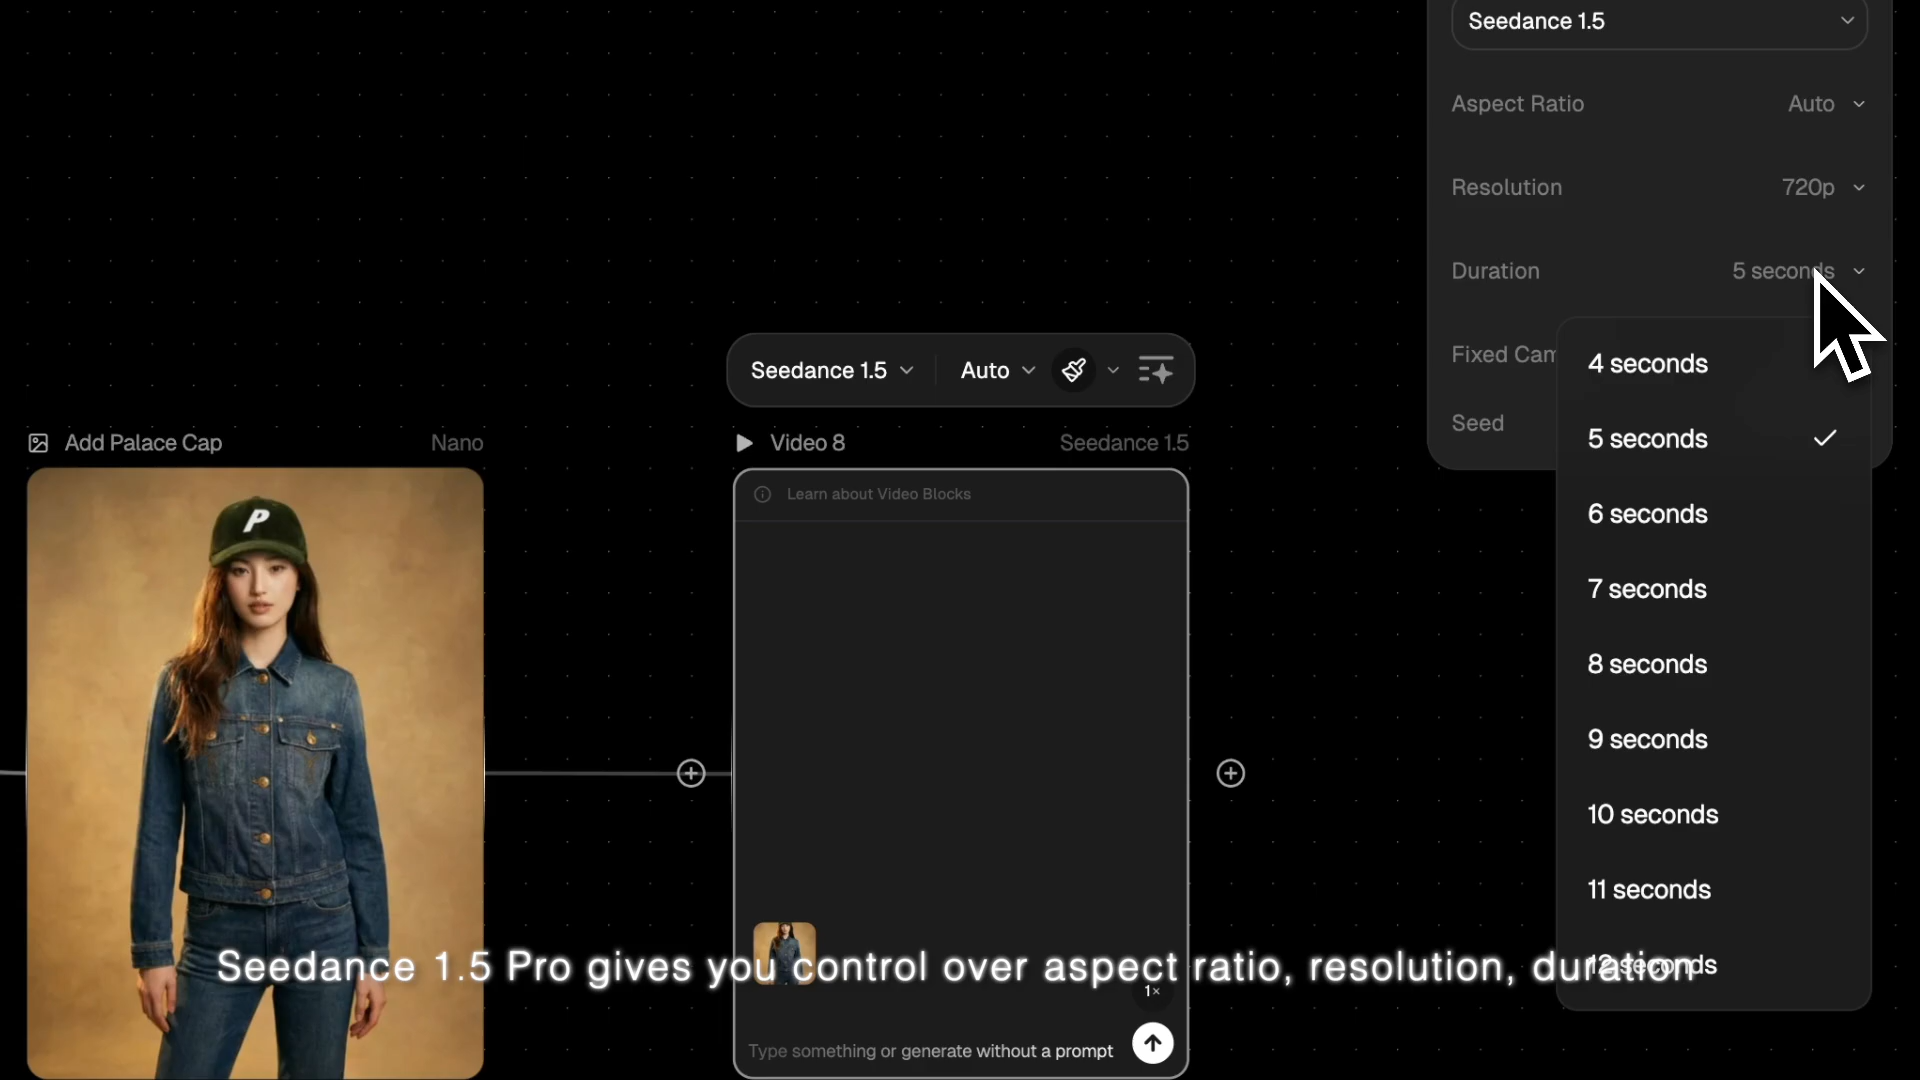 Seedance 1.5
Aspect Ratio Auto
Resolution 720p
Duration 5 seconds
Fixed Cam
Seed
4 seconds
5 seconds
6 seconds
7 seconds
8 seconds
9 seconds
10 seconds
11 seconds
12 seconds
Seedance 1.5 Auto
Add Palace Cap Nano
P
Video 8 Seedance 1.5
Learn about Video Blocks
Seedance 1.5 Pro gives you control over aspect ratio, resolution, duration
1×
Type something or generate without a prompt